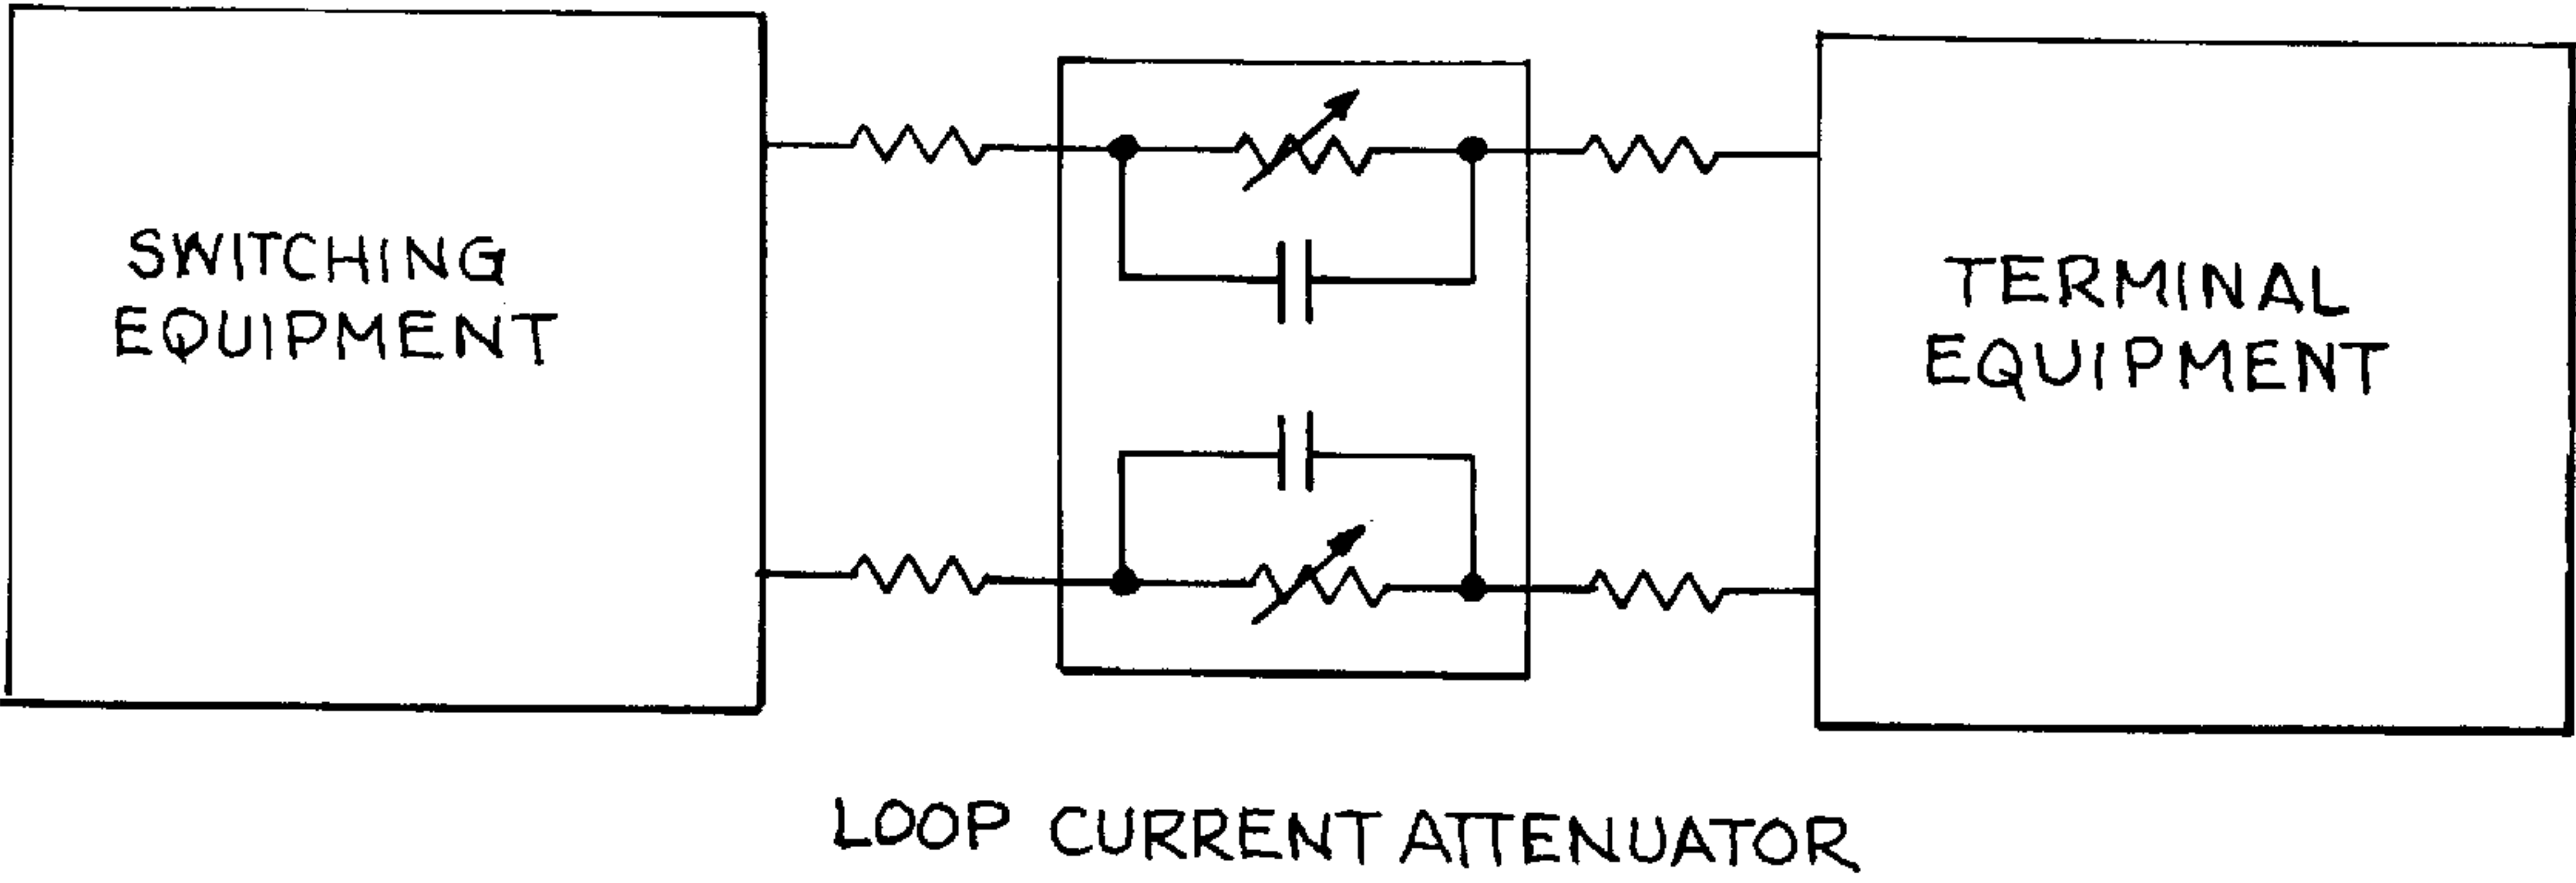 SWITCHING
EQUIPMENT
TERMINAL
EQUIPMENT
LOOP CURRENT ATTENUATOR